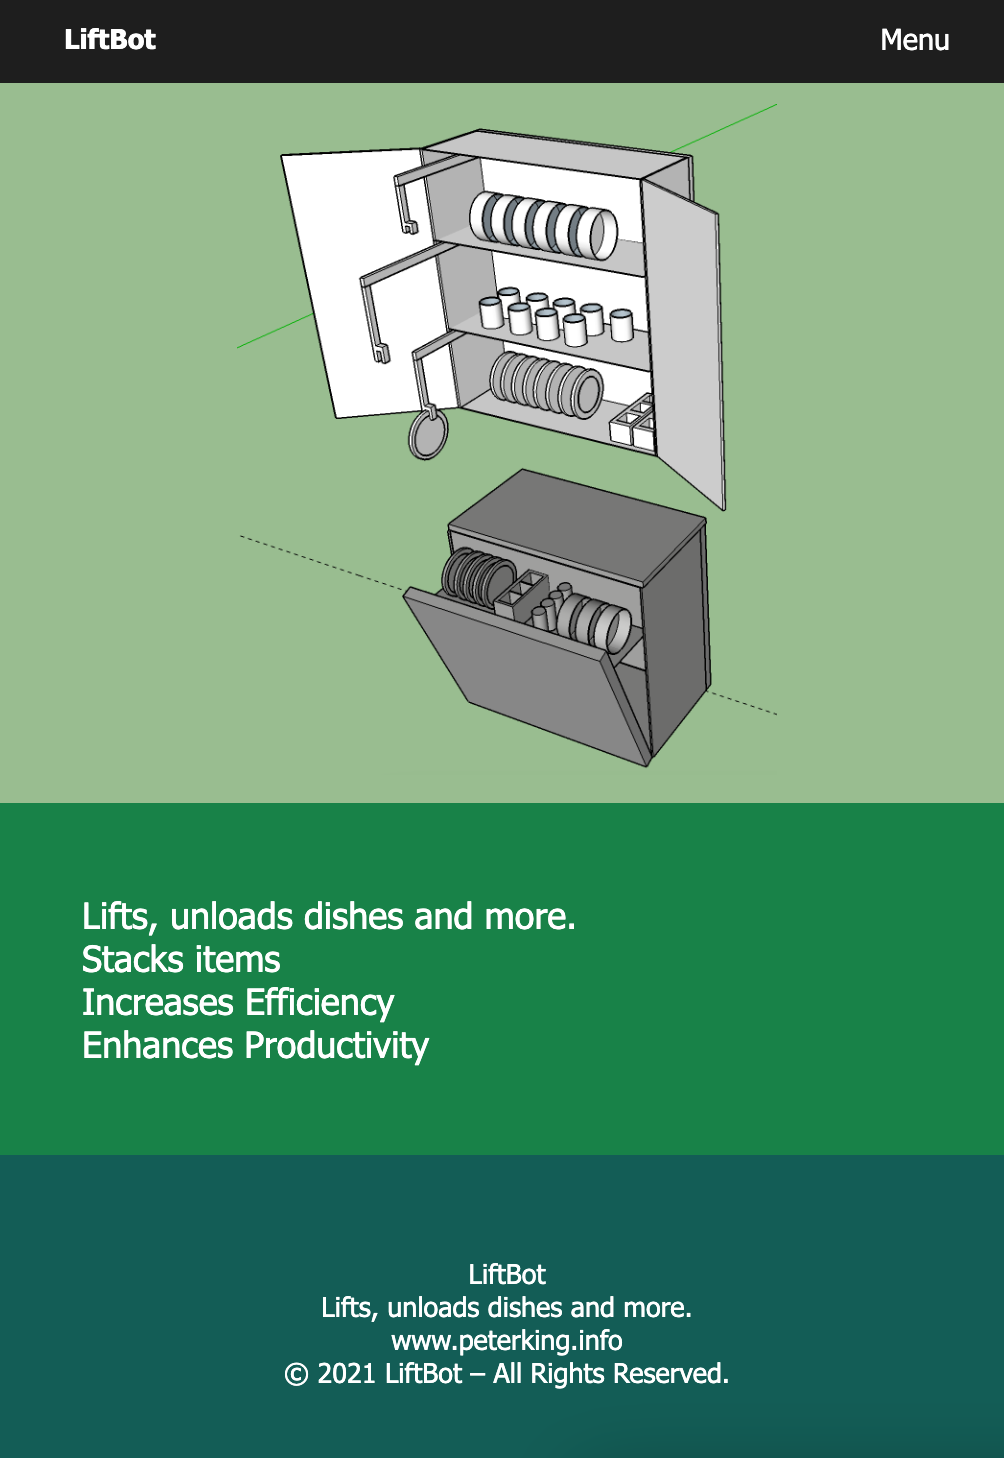 LiftBot
Menu
Lifts, unloads dishes and more.
Stacks items
Increases Efficiency
Enhances Productivity
LiftBot
Lifts, unloads dishes and more.
www.peterking.info
© 2021 LiftBot – All Rights Reserved.